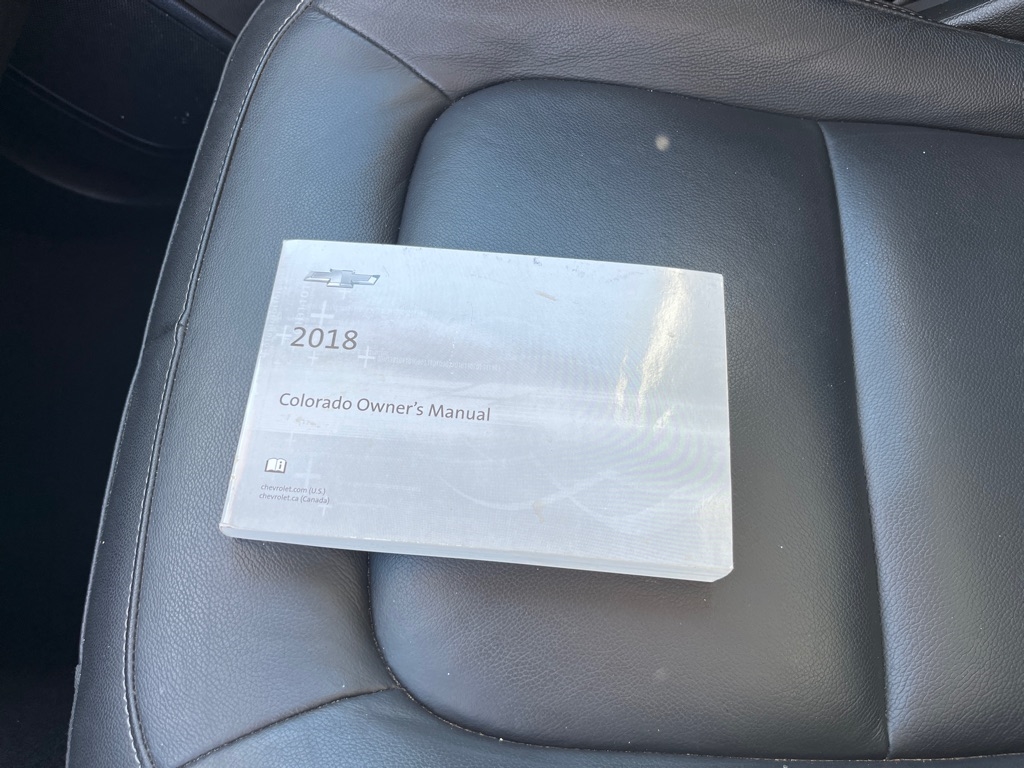 2018
Colorado Owner's Manual
chevrolet.com (U.S.)
chevrolet.ca (Canada)